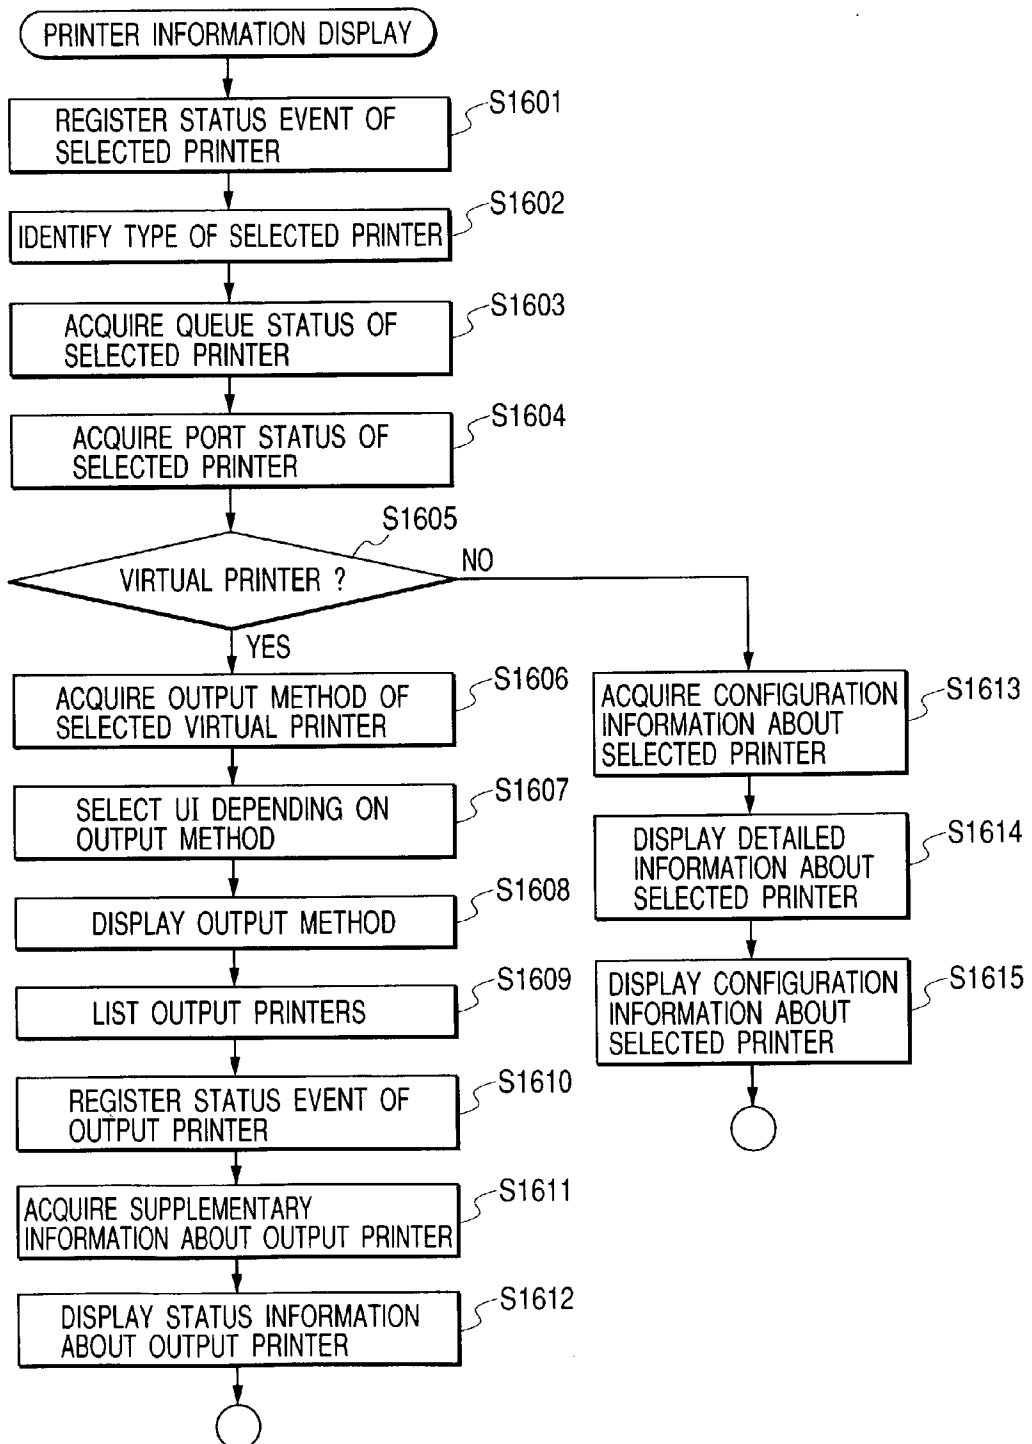 PRINTER INFORMATION DISPLAY
REGISTER STATUS EVENT OF
SELECTED PRINTER
S1601
IDENTIFY TYPE OF SELECTED PRINTER
S1602
ACQUIRE QUEUE STATUS OF
SELECTED PRINTER
S1603
ACQUIRE PORT STATUS OF
SELECTED PRINTER
S1604
VIRTUAL PRINTER ?
S1605
NO
YES
ACQUIRE OUTPUT METHOD OF
SELECTED VIRTUAL PRINTER
S1606
SELECT UI DEPENDING ON
OUTPUT METHOD
S1607
DISPLAY OUTPUT METHOD
S1608
LIST OUTPUT PRINTERS
S1609
REGISTER STATUS EVENT OF
OUTPUT PRINTER
S1610
ACQUIRE SUPPLEMENTARY
INFORMATION ABOUT OUTPUT PRINTER
S1611
DISPLAY STATUS INFORMATION
ABOUT OUTPUT PRINTER
S1612
ACQUIRE CONFIGURATION
INFORMATION ABOUT
SELECTED PRINTER
S1613
DISPLAY DETAILED
INFORMATION ABOUT
SELECTED PRINTER
S1614
DISPLAY CONFIGURATION
INFORMATION ABOUT
SELECTED PRINTER
S1615